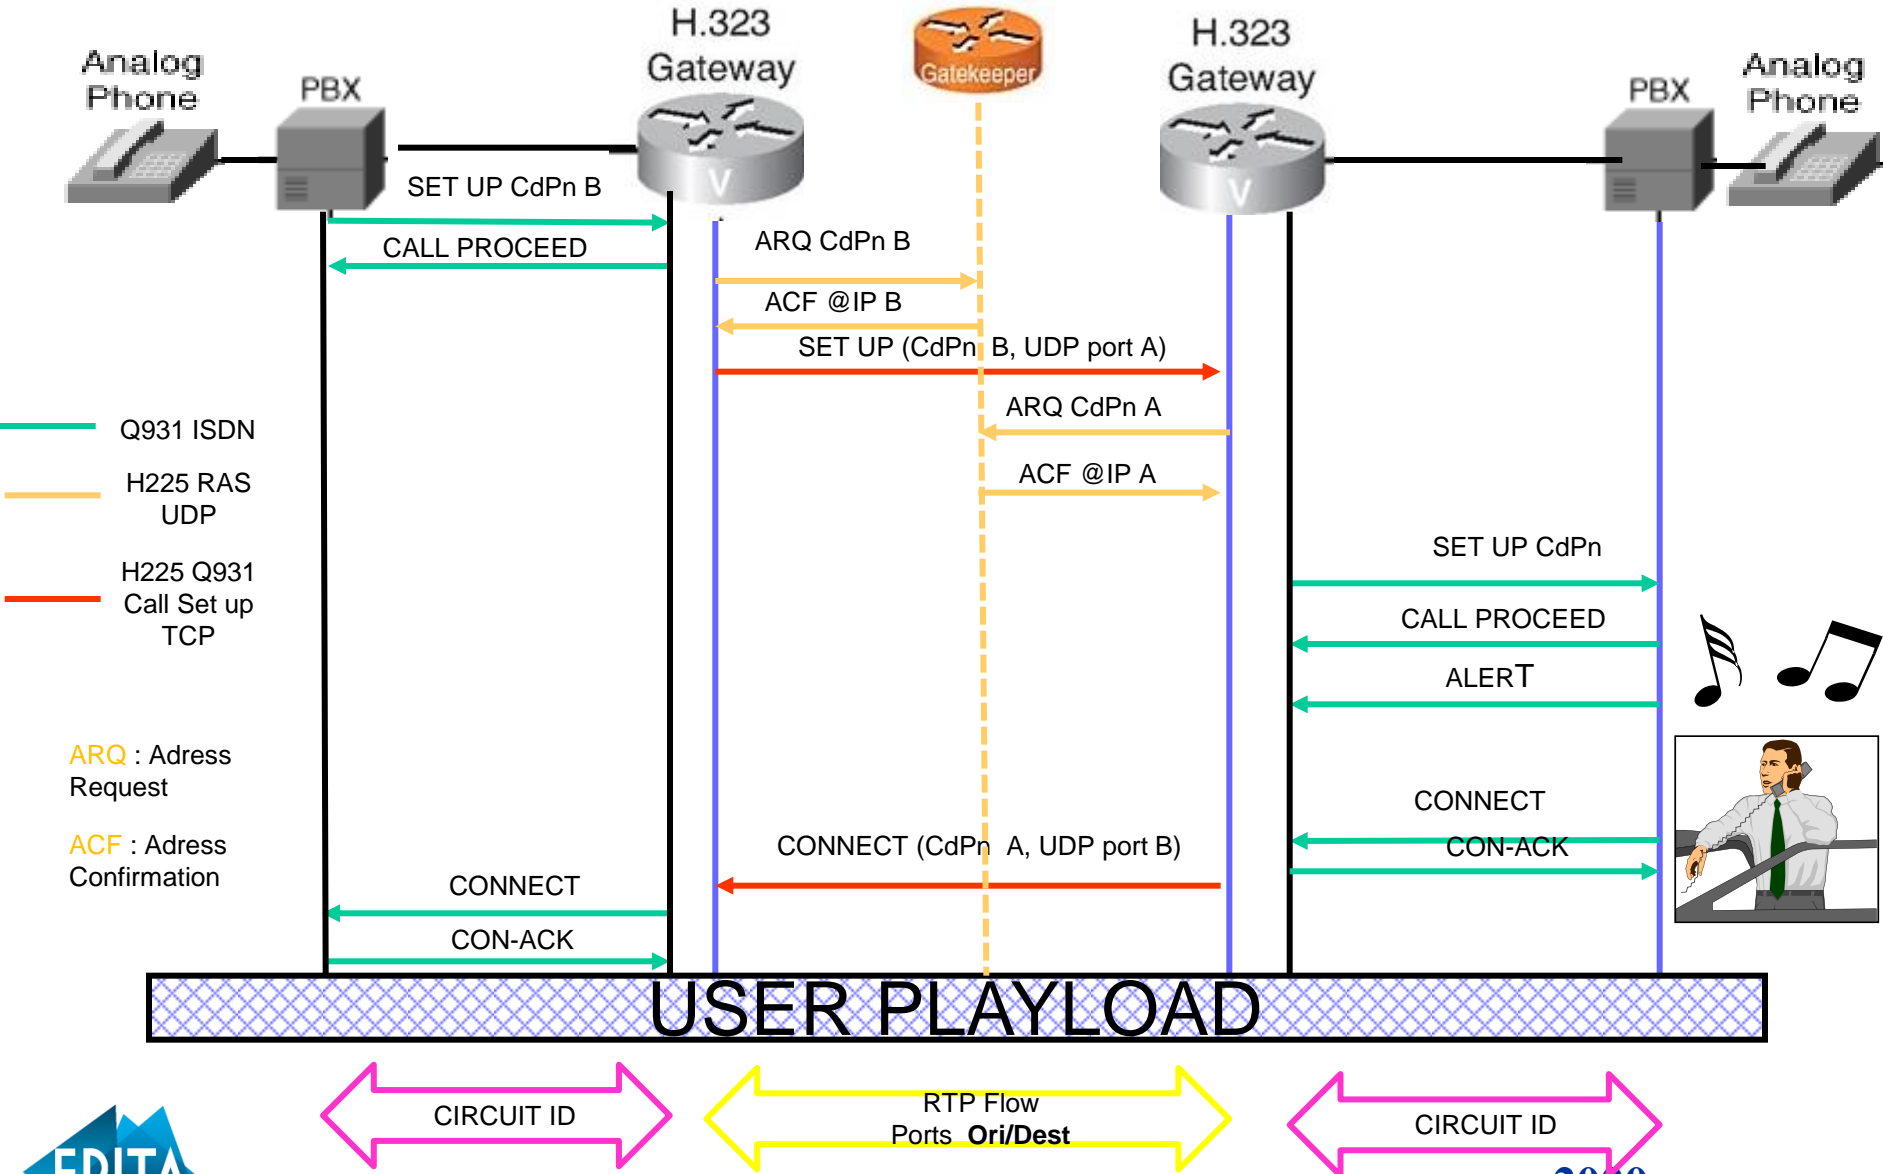 Analog
Phone
PBX
H.323
Gateway
Gatekeeper
H.323
Gateway
PBX
Analog
Phone
V
V
SET UP CdPn B
CALL PROCEED
ARQ CdPn B
ACF @IP B
SET UP (CdPn B, UDP port A)
ARQ CdPn A
ACF @IP A
Q931 ISDN
H225 RAS
UDP
H225 Q931
Call Set up
TCP
SET UP CdPn
CALL PROCEED
ALERT
ARQ : Adress
Request
ACF : Adress
Confirmation
CONNECT
CON-ACK
CONNECT (CdPn A, UDP port B)
CONNECT
CON-ACK
USER PLAYLOAD
CIRCUIT ID
RTP Flow
Ports Ori/Dest
CIRCUIT ID